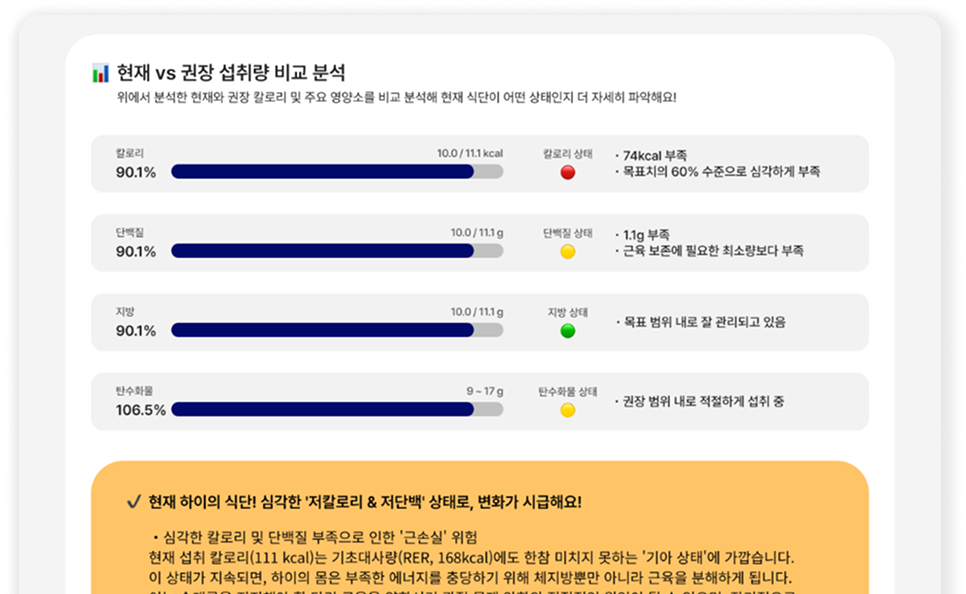 현재 vs 권장 섭취량 비교 분석
위에서 분석한 현재와 권장 칼로리 및 주요 영양소를 비교 분석해 현재 식단이 어떤 상태인지 더 자세히 파악해요!
칼로리
10.0 / 11.1 kcal
90.1%
칼로리 상태
· 74kcal 부족
· 목표치의 60% 수준으로 심각하게 부족
단백질
10.0 / 11.1 g
90.1%
단백질 상태
· 1.1g 부족
· 근육 보존에 필요한 최소량보다 부족
지방
10.0 / 11.1 g
90.1%
지방 상태
· 목표 범위 내로 잘 관리되고 있음
탄수화물
9 ~ 17 g
106.5%
탄수화물 상태
· 권장 범위 내로 적절하게 섭취 중
✓ 현재 하이의 식단! 심각한 '저칼로리 & 저단백' 상태로, 변화가 시급해요!
· 심각한 칼로리 및 단백질 부족으로 인한 '근손실' 위험
현재 섭취 칼로리(111 kcal)는 기초대사량(RER, 168kcal)에도 한참 미치지 못하는 '기아 상태'에 가깝습니다.
이 상태가 지속되면, 하이의 몸은 부족한 에너지를 충당하기 위해 체지방뿐만 아니라 근육을 분해하게 됩니다.